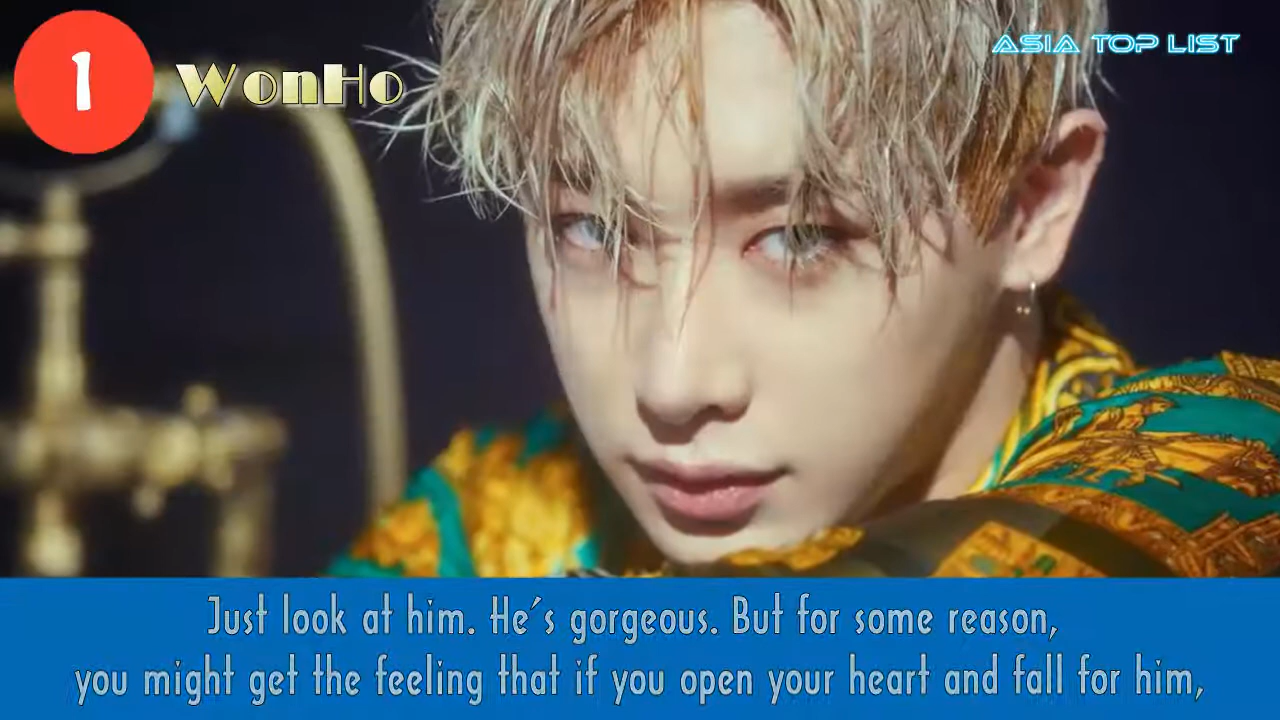 1
WonHo
ASIA TOP LIST
Just look at him. He's gorgeous. But for some reason,
you might get the feeling that if you open your heart and fall for him,